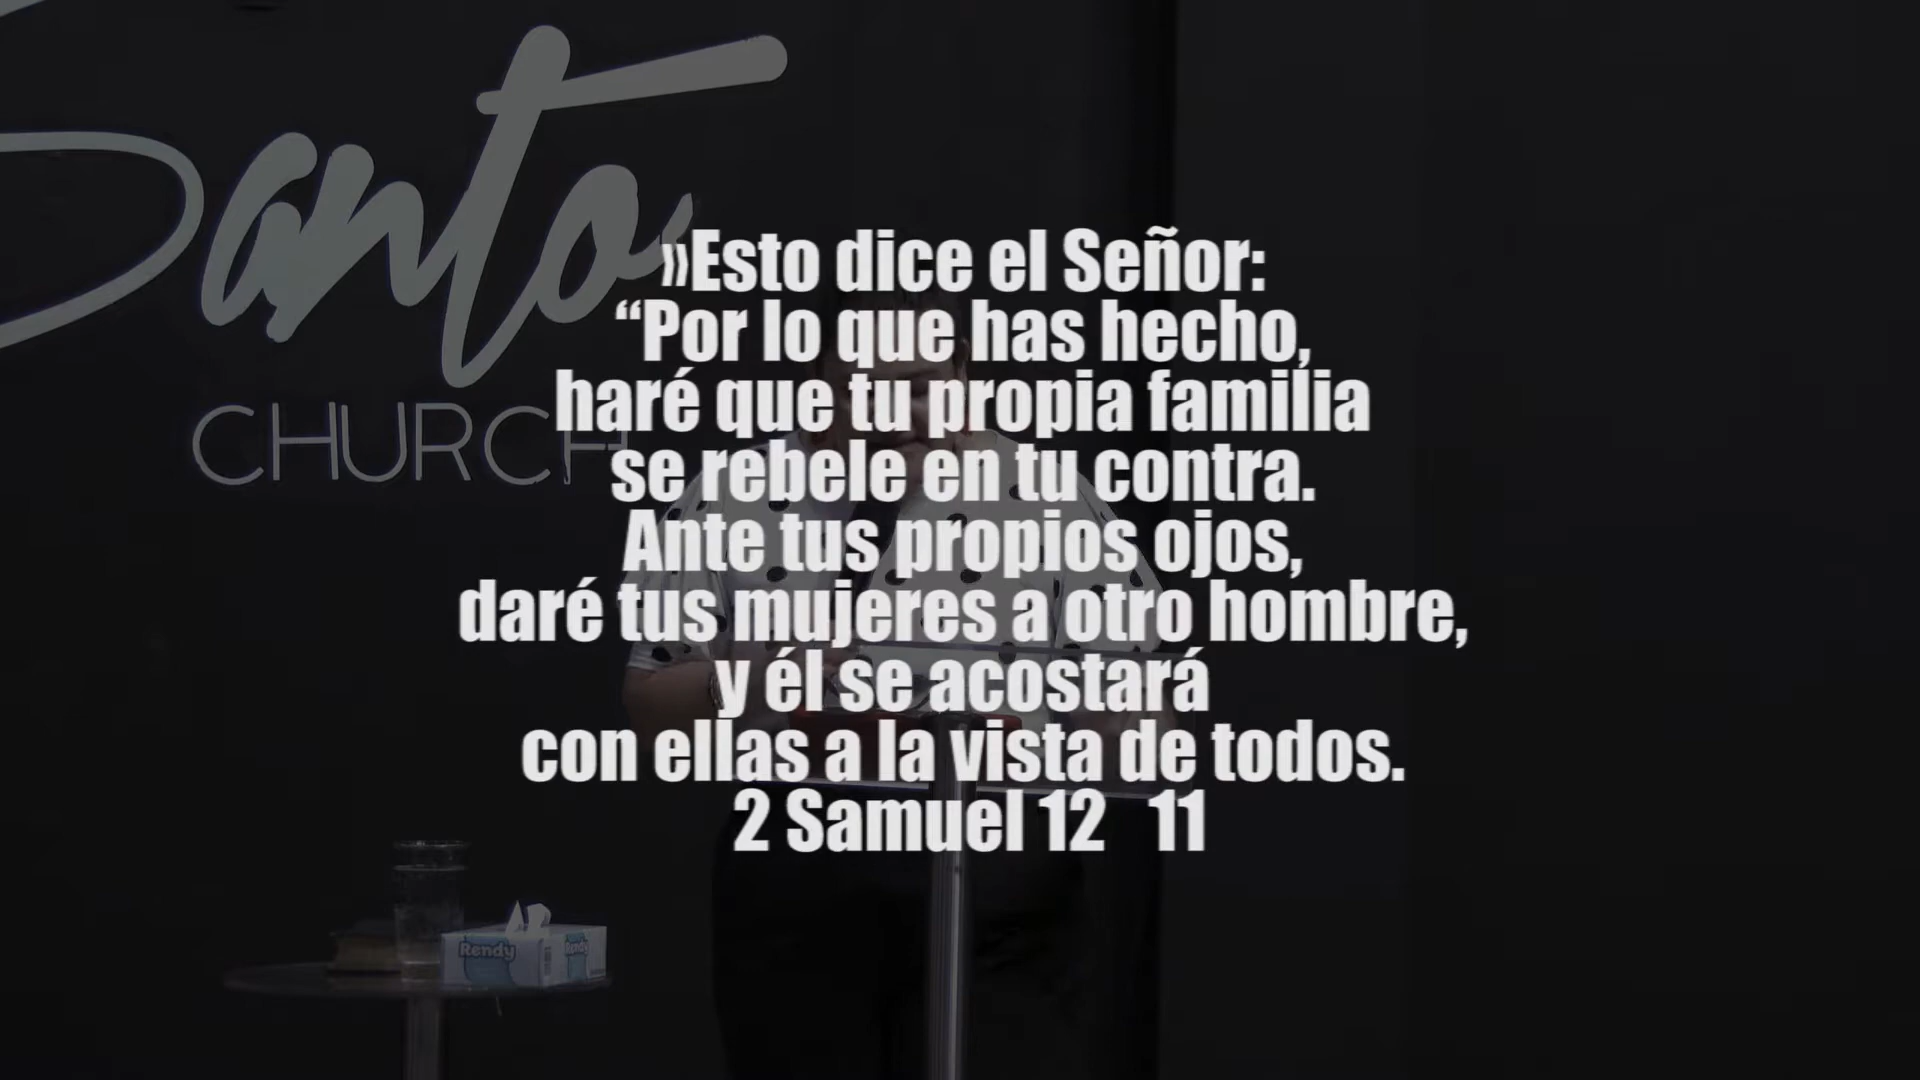 Santo
CHURCH
»Esto dice el Señor:
“Por lo que has hecho,
haré que tu propia familia
se rebele en tu contra.
Ante tus propios ojos,
daré tus mujeres a otro hombre,
y él se acostará
con ellas a la vista de todos.
2 Samuel 12   11
Rendy
Rendy